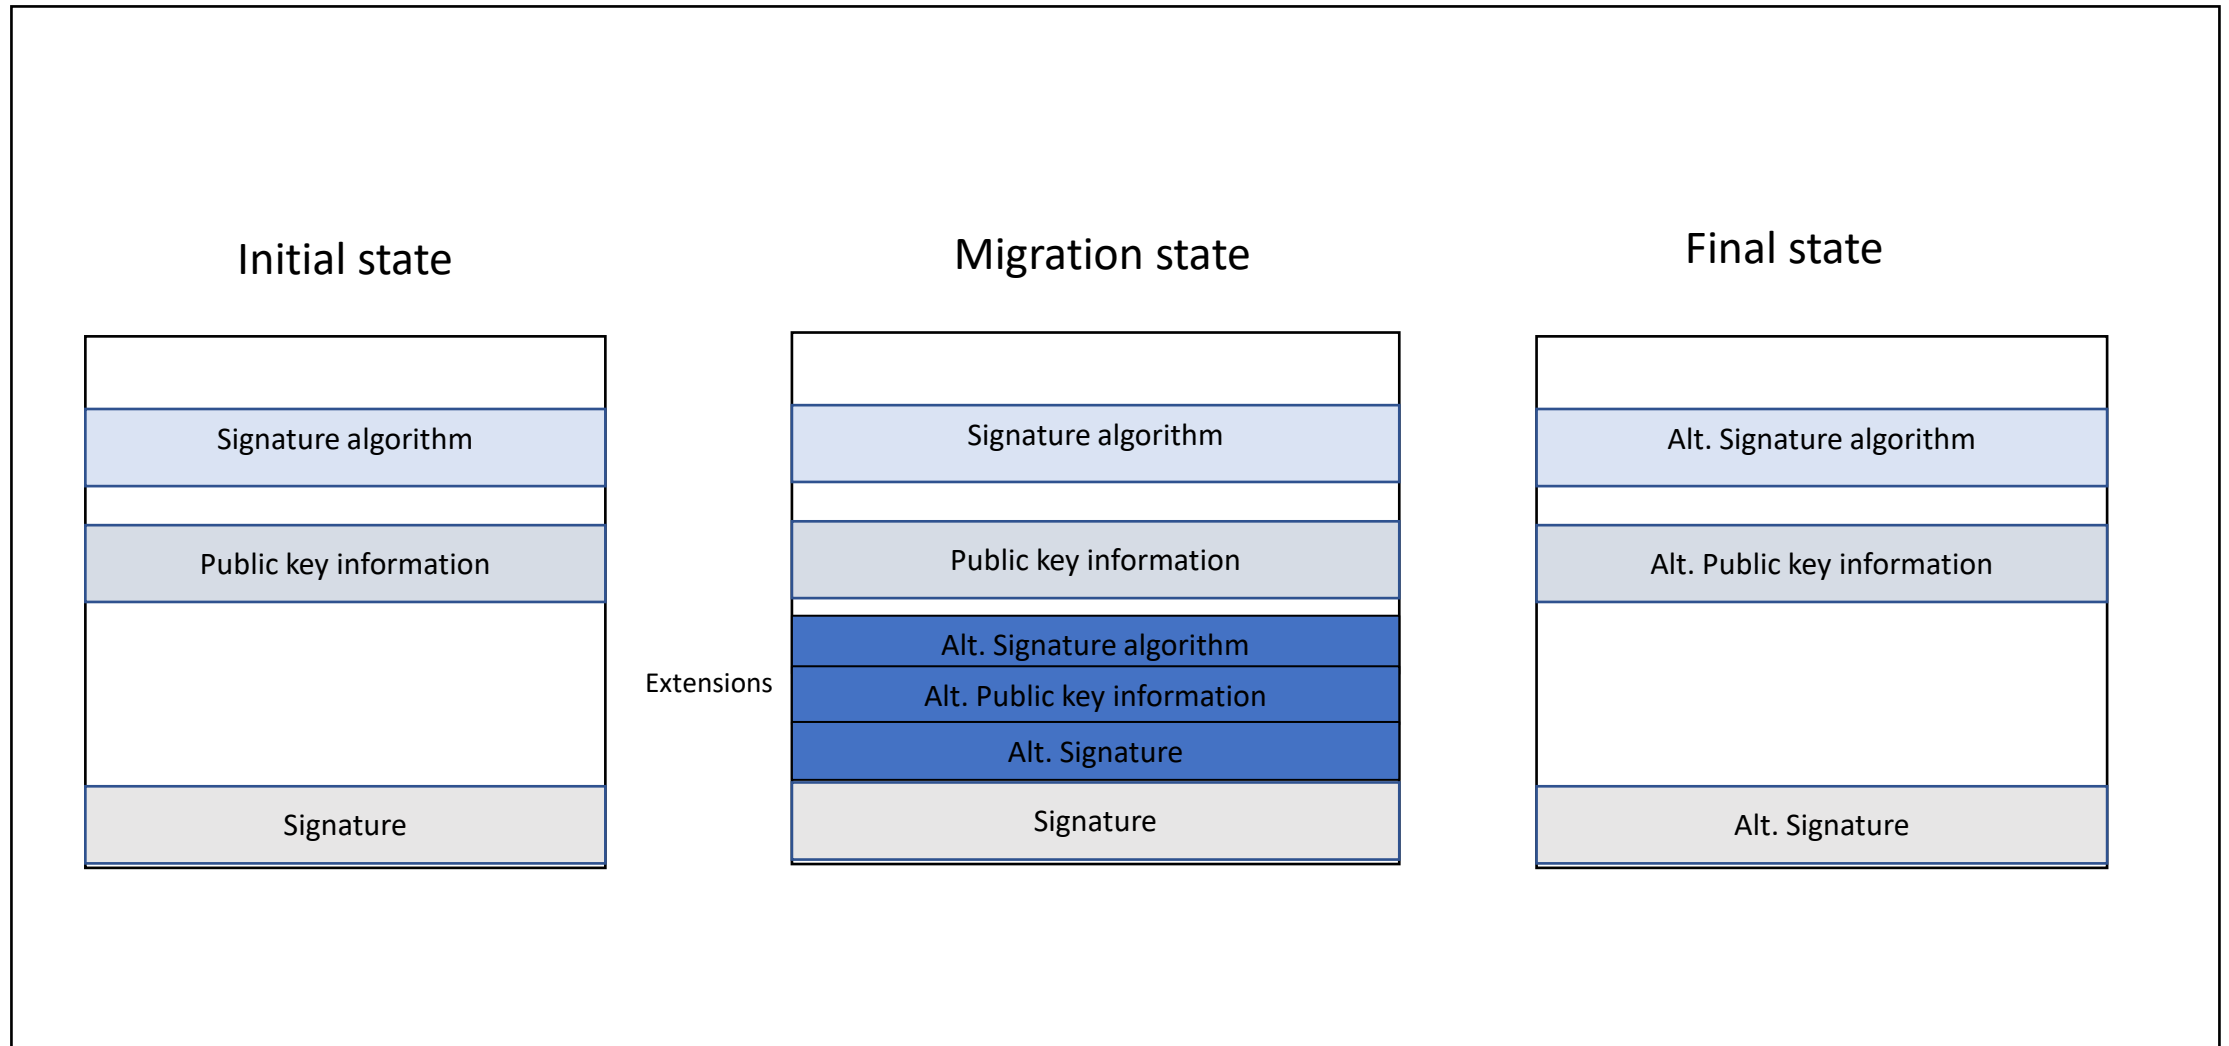 Initial state
Signature algorithm
Public key information
Signature
Migration state
Signature algorithm
Public key information
Extensions
Alt. Signature algorithm
Alt. Public key information
Alt. Signature
Signature
Final state
Alt. Signature algorithm
Alt. Public key information
Alt. Signature